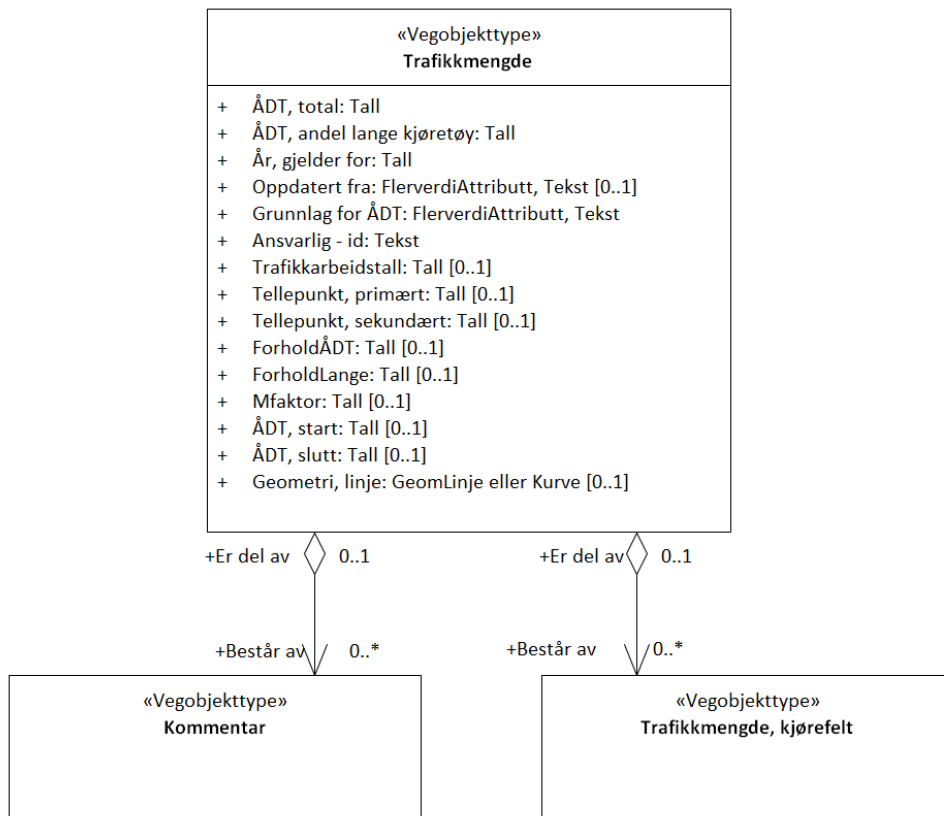 «Vegobjekttype»
Trafikkmengde
+ ÅDT, total: Tall
+ ÅDT, andel lange kjøretøy: Tall
+ År, gjelder for: Tall
+ Oppdatert fra: FlerverdiAttributt, Tekst [0..1]
+ Grunnlag for ÅDT: FlerverdiAttributt, Tekst
+ Ansvarlig - id: Tekst
+ Trafikkarbeidstall: Tall [0..1]
+ Tellepunkt, primært: Tall [0..1]
+ Tellepunkt, sekundært: Tall [0..1]
+ ForholdÅDT: Tall [0..1]
+ ForholdLange: Tall [0..1]
+ Mfaktor: Tall [0..1]
+ ÅDT, start: Tall [0..1]
+ ÅDT, slutt: Tall [0..1]
+ Geometri, linje: GeomLinje eller Kurve [0..1]
+Er del av 0..1
+Er del av 0..1
+Består av 0..*
+Består av 0..*
«Vegobjekttype»
Kommentar
«Vegobjekttype»
Trafikkmengde, kjørefelt